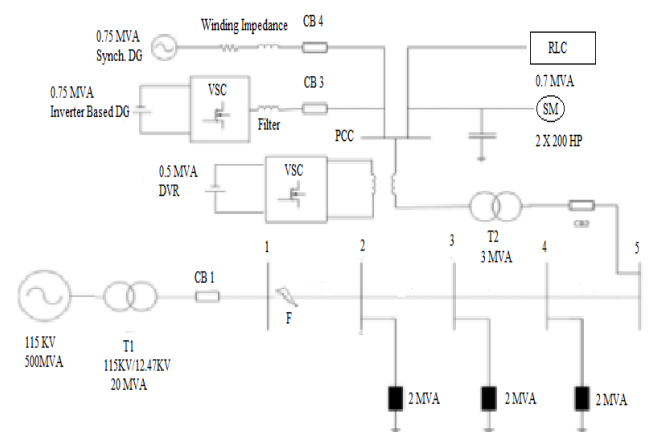 Winding Impedance
CB 4
0.75 MVA
Synch. DG
RLC
0.7 MVA
CB 3
VSC
0.75 MVA
Inverter Based DG
Filter
SM
PCC
2 X 200 HP
VSC
0.5 MVA
DVR
T2
3 MVA
1
2
3
4
5
CB 1
F
115 KV
500MVA
T1
115KV/12.47KV
20 MVA
2 MVA
2 MVA
2 MVA